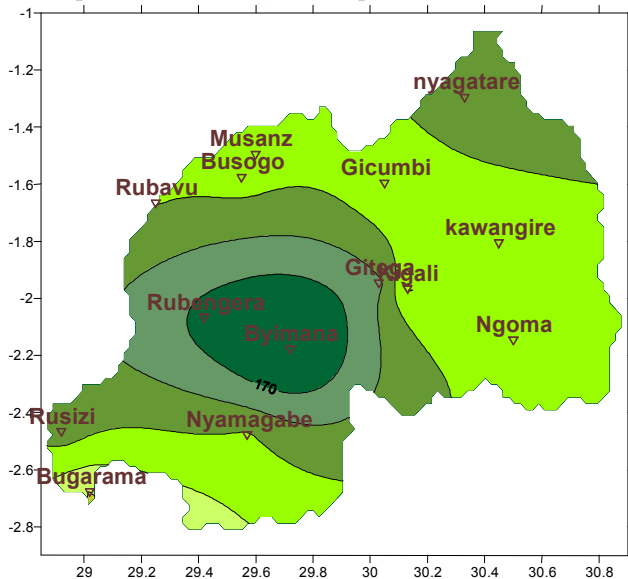 -1
-1.2
nyagatare
-1.4
Musanz
Busogo
Gicumbi
-1.6
Rubavu
kawangire
-1.8
Gitega
Kigali
-2
Rubengera
Ngoma
Byimana
-2.2
170
-2.4
Rusizi
Nyamagabe
-2.6
Bugarama
-2.8
29 29.2 29.4 29.6 29.8 30 30.2 30.4 30.6 30.8